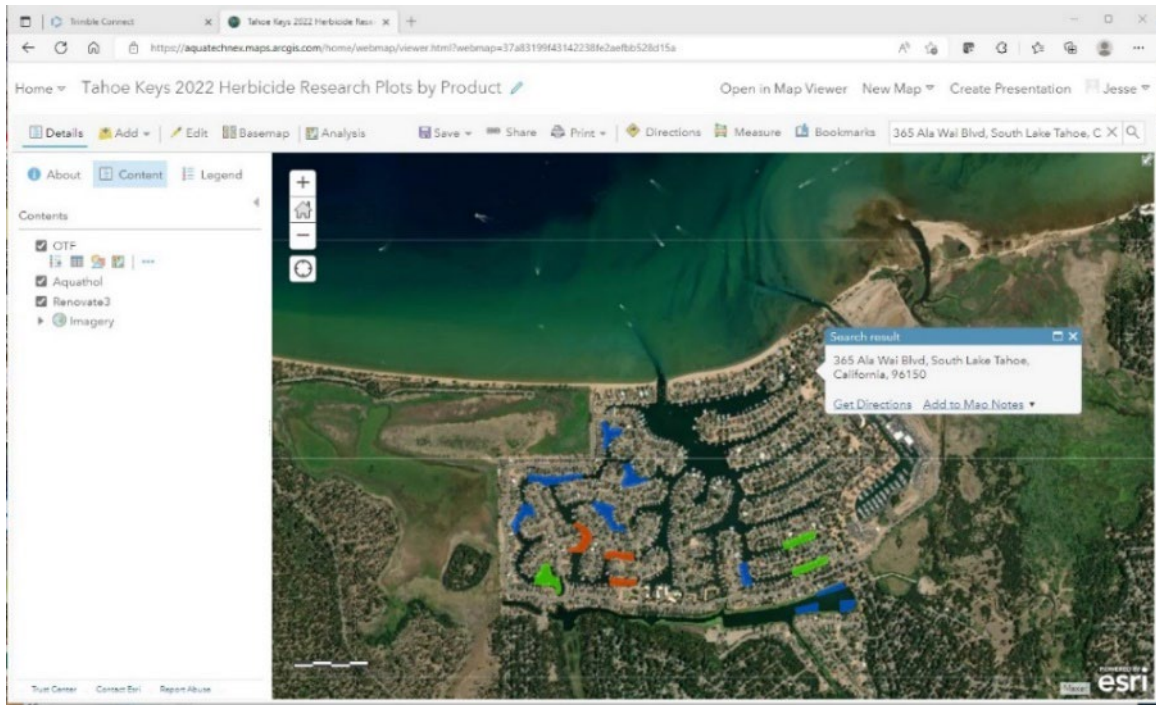 Trimble Connect
Tahoe Keys 2022 Herbicide Rese
https://aquatechnex.maps.arcgis.com/home/webmap/viewer.html?webmap=37a83199f43142238fe2aefbb528d15a
Home Tahoe Keys 2022 Herbicide Research Plots by Product Open in Map Viewer New Map Create Presentation Jesse
Details Add Edit Basemap Analysis Save Share Print Directions Measure Bookmarks 365 Ala Wai Blvd, South Lake Tahoe, C
About Content Legend
Contents
OTF
Aquathol
Renovate3
Imagery
Search result
365 Ala Wai Blvd, South Lake Tahoe,
California, 96150
Get Directions Add to Map Notes
Trust Center Contact Esri Report Abuse
POWERED BY
esri